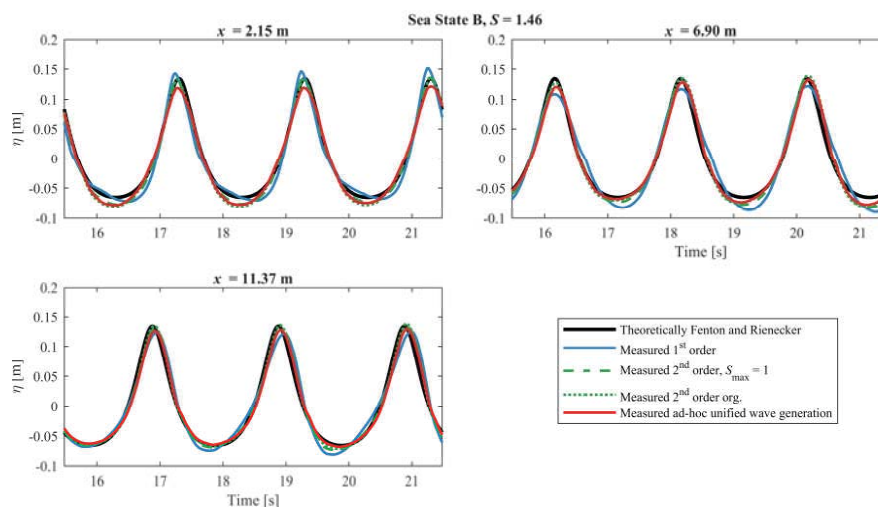 Sea State B, S = 1.46
x = 2.15 m
0.2
0.15
0.1
0.05
0
-0.05
-0.1
η [m]
16 17 18 19 20 21
x = 6.90 m
0.2
0.15
0.1
0.05
0
-0.05
-0.1
η [m]
16 17 18 19 20 21
Time [s]
x = 11.37 m
0.2
0.15
0.1
0.05
0
-0.05
-0.1
η [m]
16 17 18 19 20 21
Time [s]
Theoretically Fenton and Rienecker
Measured 1st order
Measured 2nd order, Smax = 1
Measured 2nd order org.
Measured ad-hoc unified wave generation